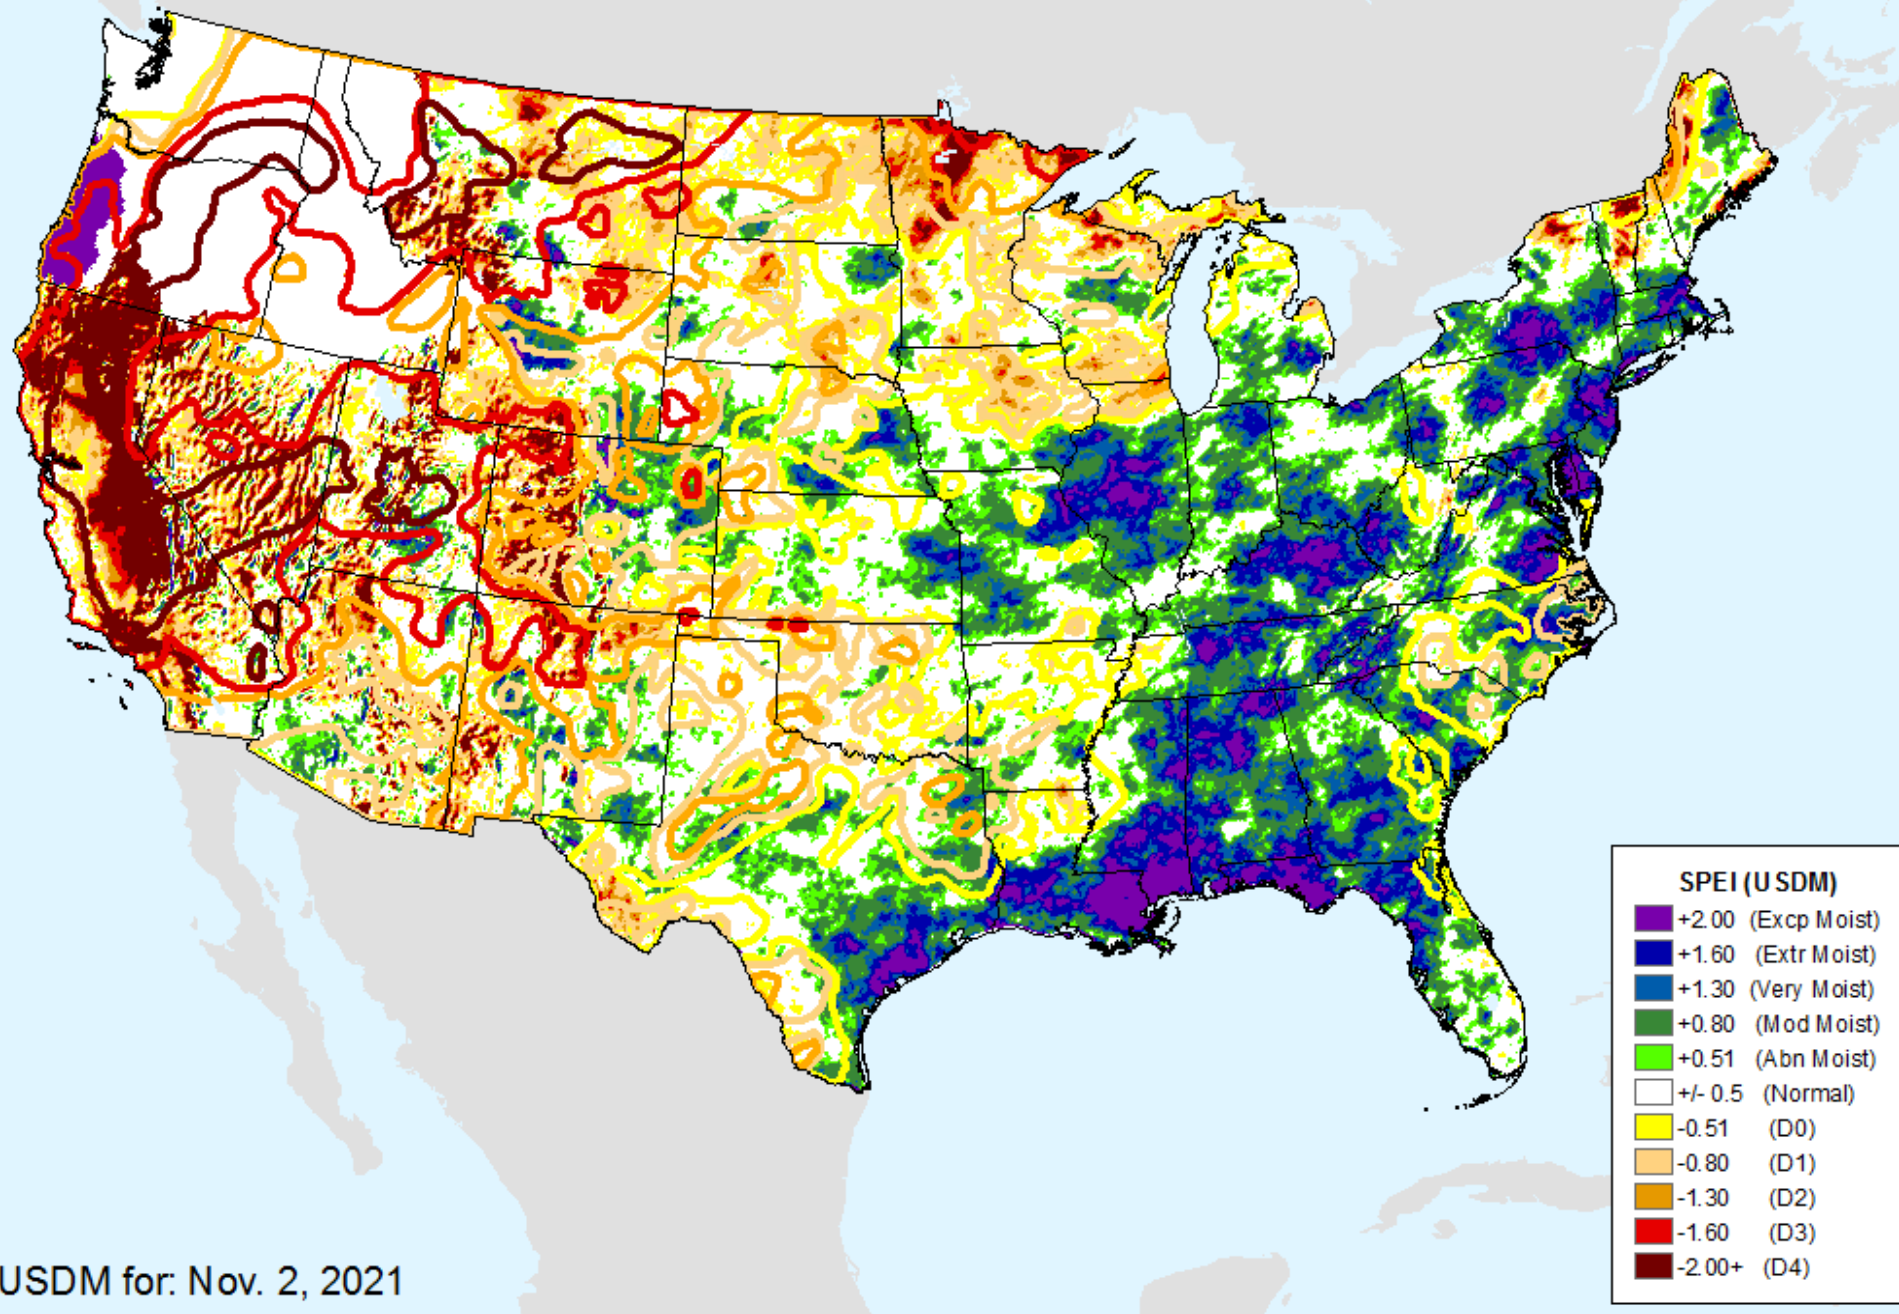 SPEI (USDM)
+2.00 (Excp Moist)
+1.60 (Extr Moist)
+1.30 (Very Moist)
+0.80 (Mod Moist)
+0.51 (Abn Moist)
+/- 0.5 (Normal)
-0.51 (D0)
-0.80 (D1)
-1.30 (D2)
-1.60 (D3)
-2.00+ (D4)
USDM for: Nov. 2, 2021